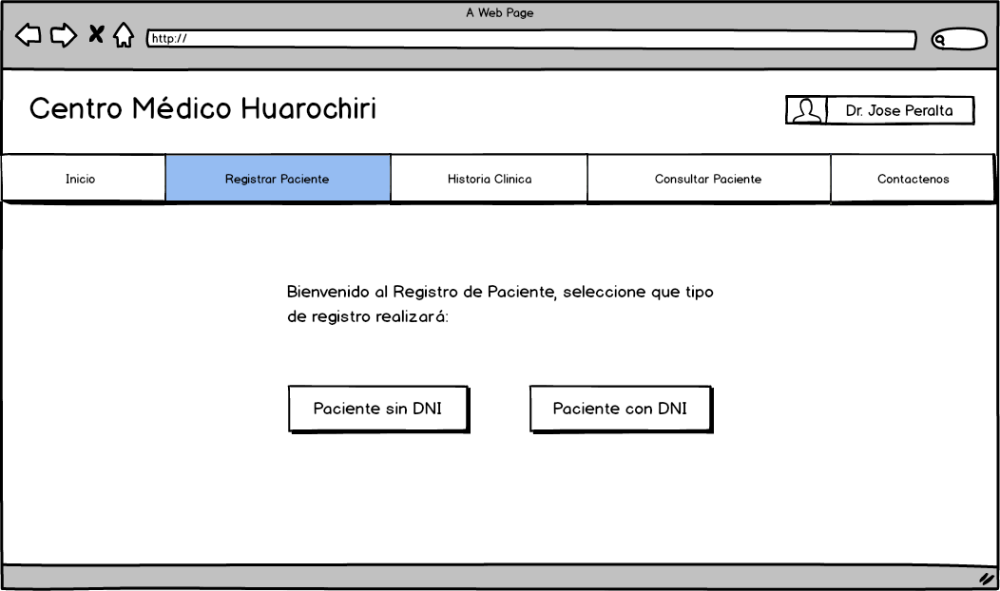 A Web Page
http://
Centro Médico Huarochiri
Dr. Jose Peralta
Inicio
Registrar Paciente
Historia Clinica
Consultar Paciente
Contactenos
Bienvenido al Registro de Paciente, seleccione que tipo
de registro realizará:
Paciente sin DNI
Paciente con DNI